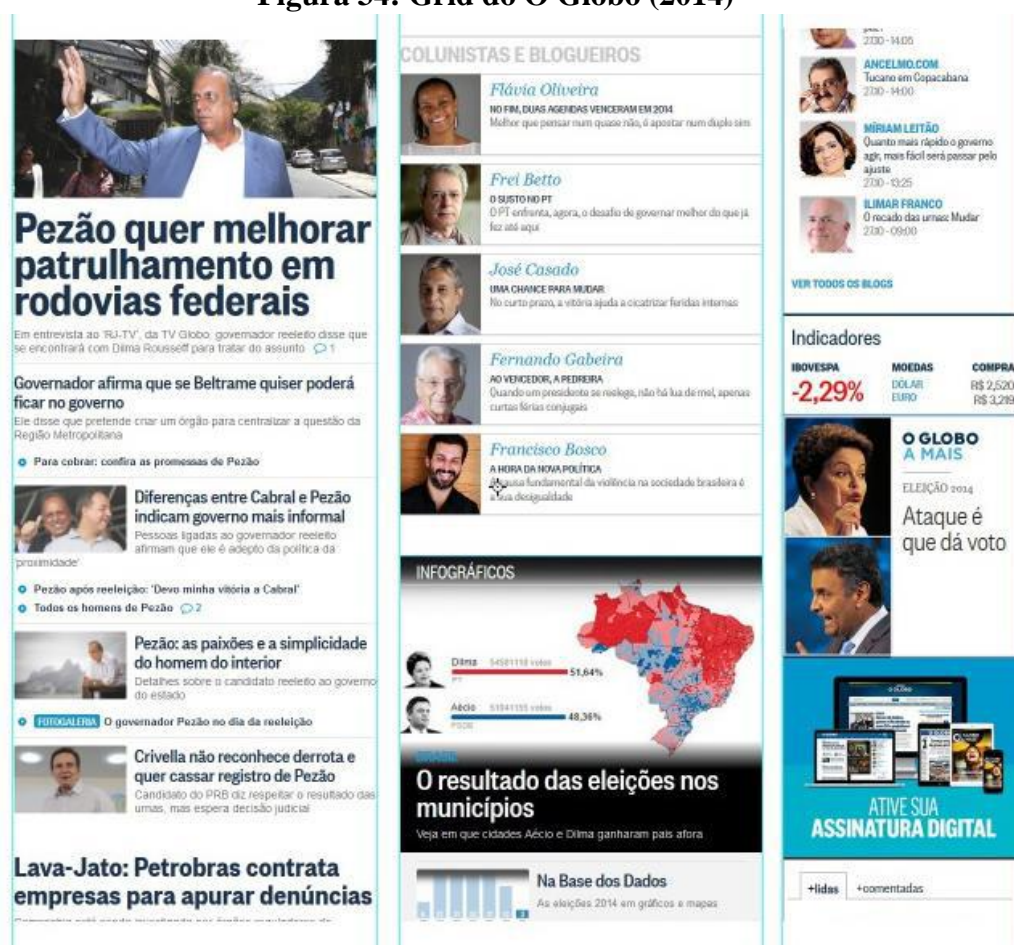 Figura 34: Grid do O Globo (2014)
Pezão quer melhorar
patrulhamento em
rodovias federais
Em entrevista ao 'RJ-TV', da TV Globo, governador reeleito disse que
se encontrará com Dilma Rousseff para tratar do assunto 1
Governador afirma que se Beltrame quiser poderá
ficar no governo
Ele disse que pretende criar um órgão para centralizar a questão da
Região Metropolitana
Para cobrar: confira as promessas de Pezão
Diferenças entre Cabral e Pezão
indicam governo mais informal
Pessoas ligadas ao governador reeleito
afirmam que ele é adepto da política da
'proximidade'
Pezão após reeleição: 'Devo minha vitória a Cabral'
Todos os homens de Pezão 2
Pezão: as paixões e a simplicidade
do homem do interior
Detalhes sobre o candidato reeleito ao governo
do estado
FOTOGALERIA O governador Pezão no dia da reeleição
Crivella não reconhece derrota e
quer cassar registro de Pezão
Candidato do PRB diz respeitar o resultado das
urnas, mas espera decisão judicial
Lava-Jato: Petrobras contrata
empresas para apurar denúncias
COLUNISTAS E BLOGUEIROS
Flávia Oliveira
NO FIM, DUAS AGENDAS VENCERAM EM 2014
Melhor que pensar num quase não, é apostar num duplo sim
Frei Betto
O SUSTO NO PT
O PT enfrenta, agora, o desafio de governar melhor do que já
fez até aqui
José Casado
UMA CHANCE PARA MUDAR
No curto prazo, a vitória ajuda a cicatrizar feridas internas
Fernando Gabeira
AO VENCEDOR, A PEDREIRA
Quando um presidente se reelege, não há lua de mel, apenas
curtas férias conjugais
Francisco Bosco
A HORA DA NOVA POLÍTICA
A causa fundamental da violência na sociedade brasileira é
a sua desigualdade
INFOGRÁFICOS
Dilma 54501118 votos
51,64%
PT
Aécio 51041155 votos
48,36%
PSDB
BRASIL
O resultado das eleições nos
municípios
Veja em que cidades Aécio e Dilma ganharam país afora
Na Base dos Dados
As eleições 2014 em gráficos e mapas
27.10 - 14:05
ANCELMO.COM
Tucano em Copacabana
27.10 - 14:00
MÍRIAM LEITÃO
Quanto mais rápido o governo
agir, mais fácil será passar pelo
ajuste
27.10 - 13:25
ILIMAR FRANCO
O recado das urnas: Mudar
27.10 - 09:00
VER TODOS OS BLOGS
Indicadores
IBOVESPA MOEDAS COMPRA
-2,29% DÓLAR R$ 2,520
EURO R$ 3,219
O GLOBO
A MAIS
ELEIÇÃO 2014
Ataque é
que dá voto
O GLOBO
ATIVE SUA
ASSINATURA DIGITAL
+lidas +comentadas